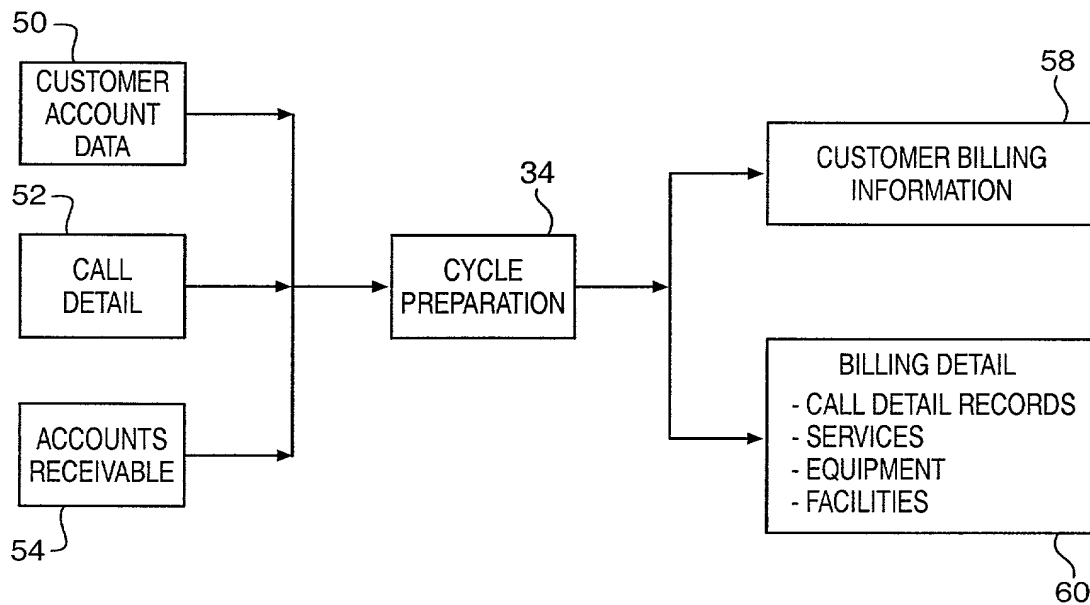 50
CUSTOMER
ACCOUNT
DATA
52
CALL
DETAIL
54
ACCOUNTS
RECEIVABLE
34
CYCLE
PREPARATION
58
CUSTOMER BILLING
INFORMATION
BILLING DETAIL
- CALL DETAIL RECORDS
- SERVICES
- EQUIPMENT
- FACILITIES
60